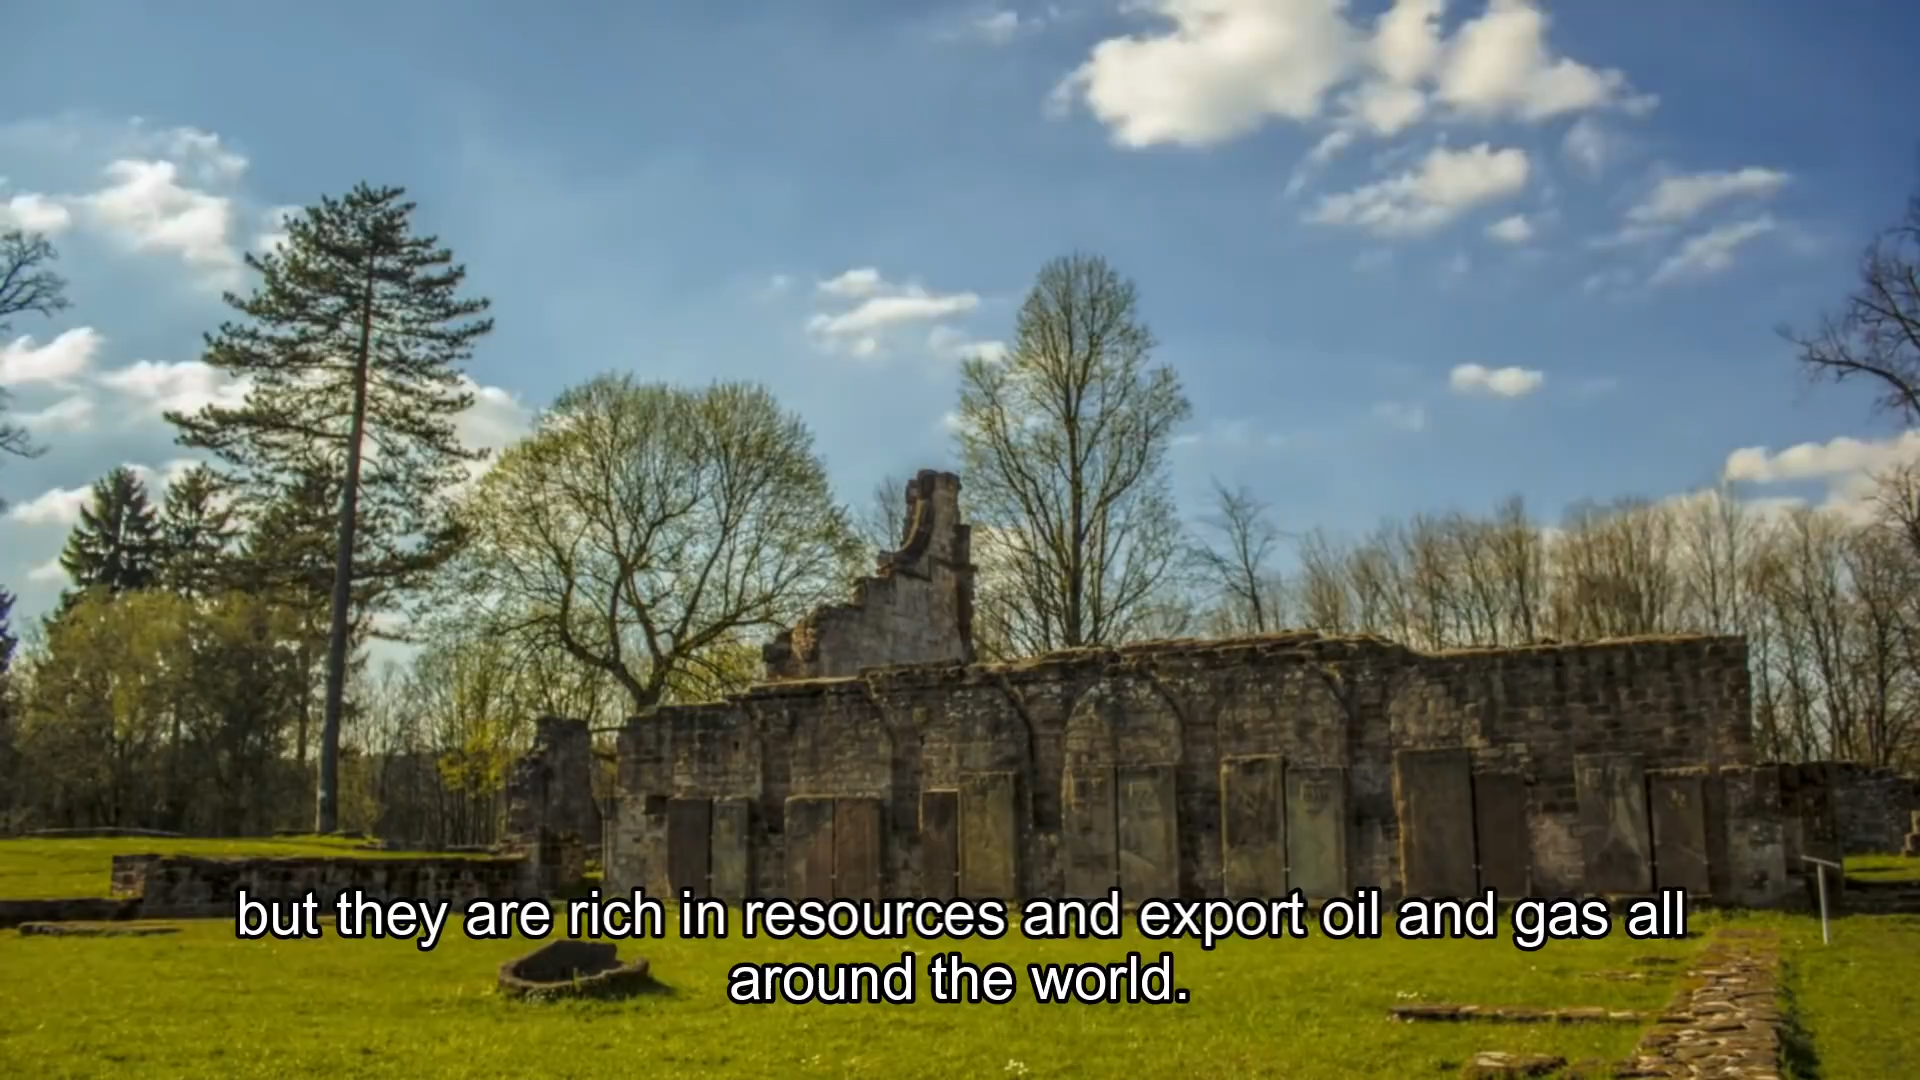 but they are rich in resources and export oil and gas all
around the world.